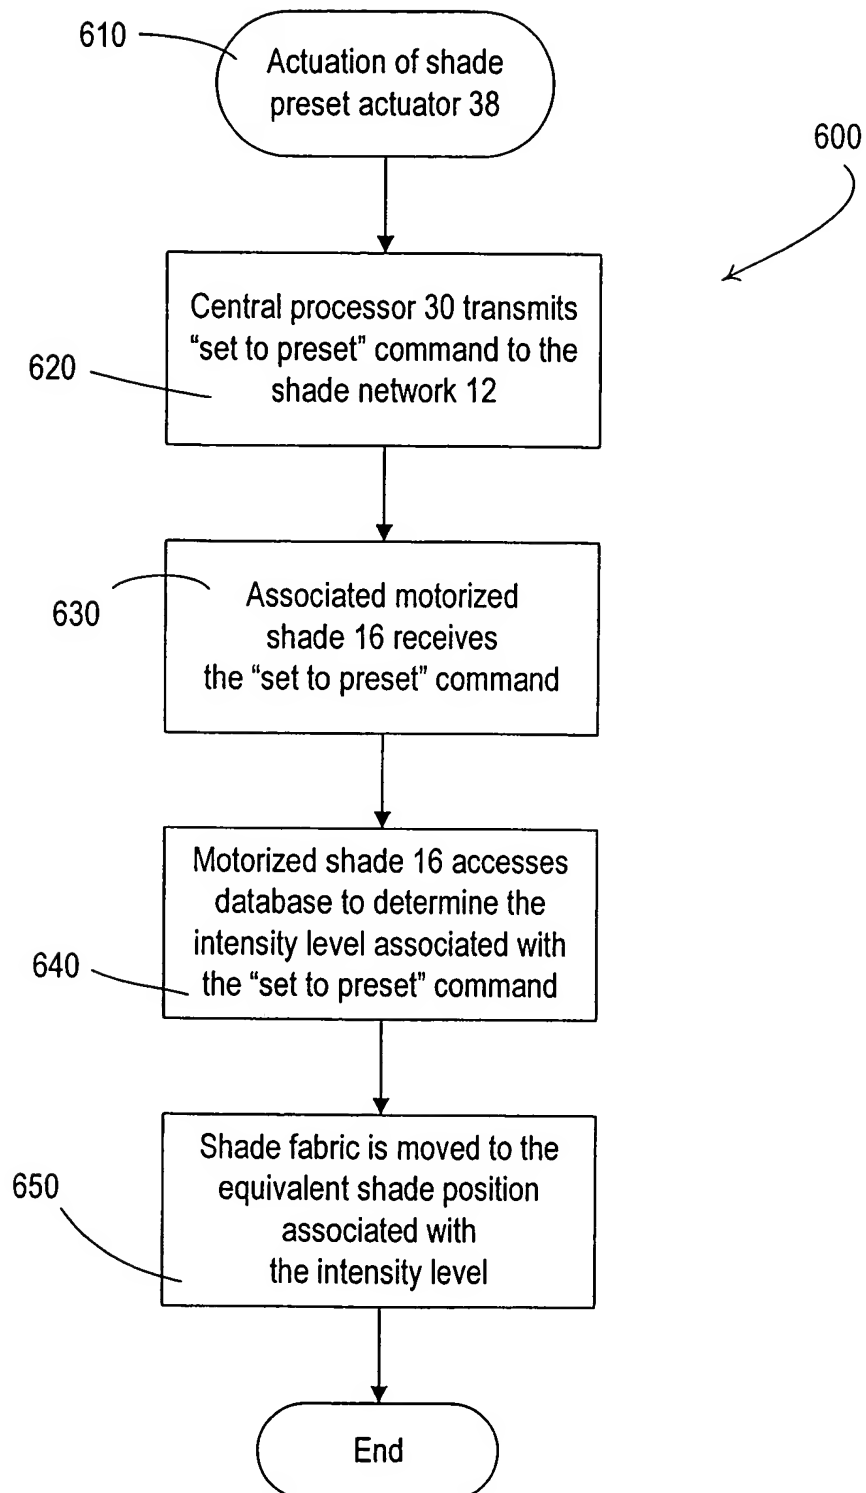 610
Actuation of shade
preset actuator 38
600
Central processor 30 transmits
“set to preset” command to the
shade network 12
620
Associated motorized
shade 16 receives
the “set to preset” command
630
Motorized shade 16 accesses
database to determine the
intensity level associated with
the “set to preset” command
640
Shade fabric is moved to the
equivalent shade position
associated with
the intensity level
650
End